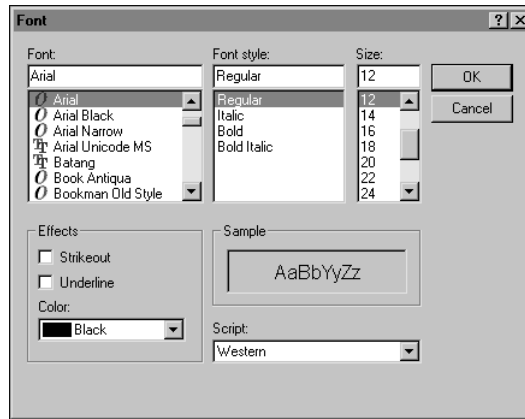 Font
Font: Font style: Size:
Arial Regular 12
Arial Regular 12
Arial Black Italic 14
Arial Narrow Bold 16
Arial Unicode MS Bold Italic 18
Batang 20
Book Antiqua 22
Bookman Old Style 24
OK
Cancel
Effects
Strikeout
Underline
Color:
Black
Sample
AaBbYyZz
Script:
Western